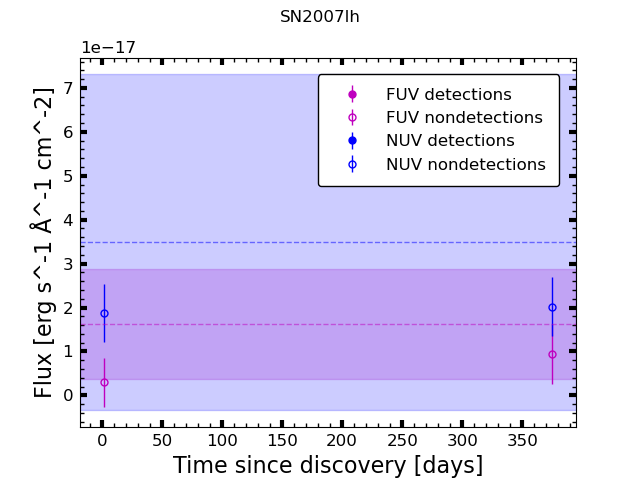 SN2007lh
1e−17
Flux [erg s^-1 Å^-1 cm^-2]
7
6
5
4
3
2
1
0
FUV detections
FUV nondetections
NUV detections
NUV nondetections
0 50 100 150 200 250 300 350
Time since discovery [days]